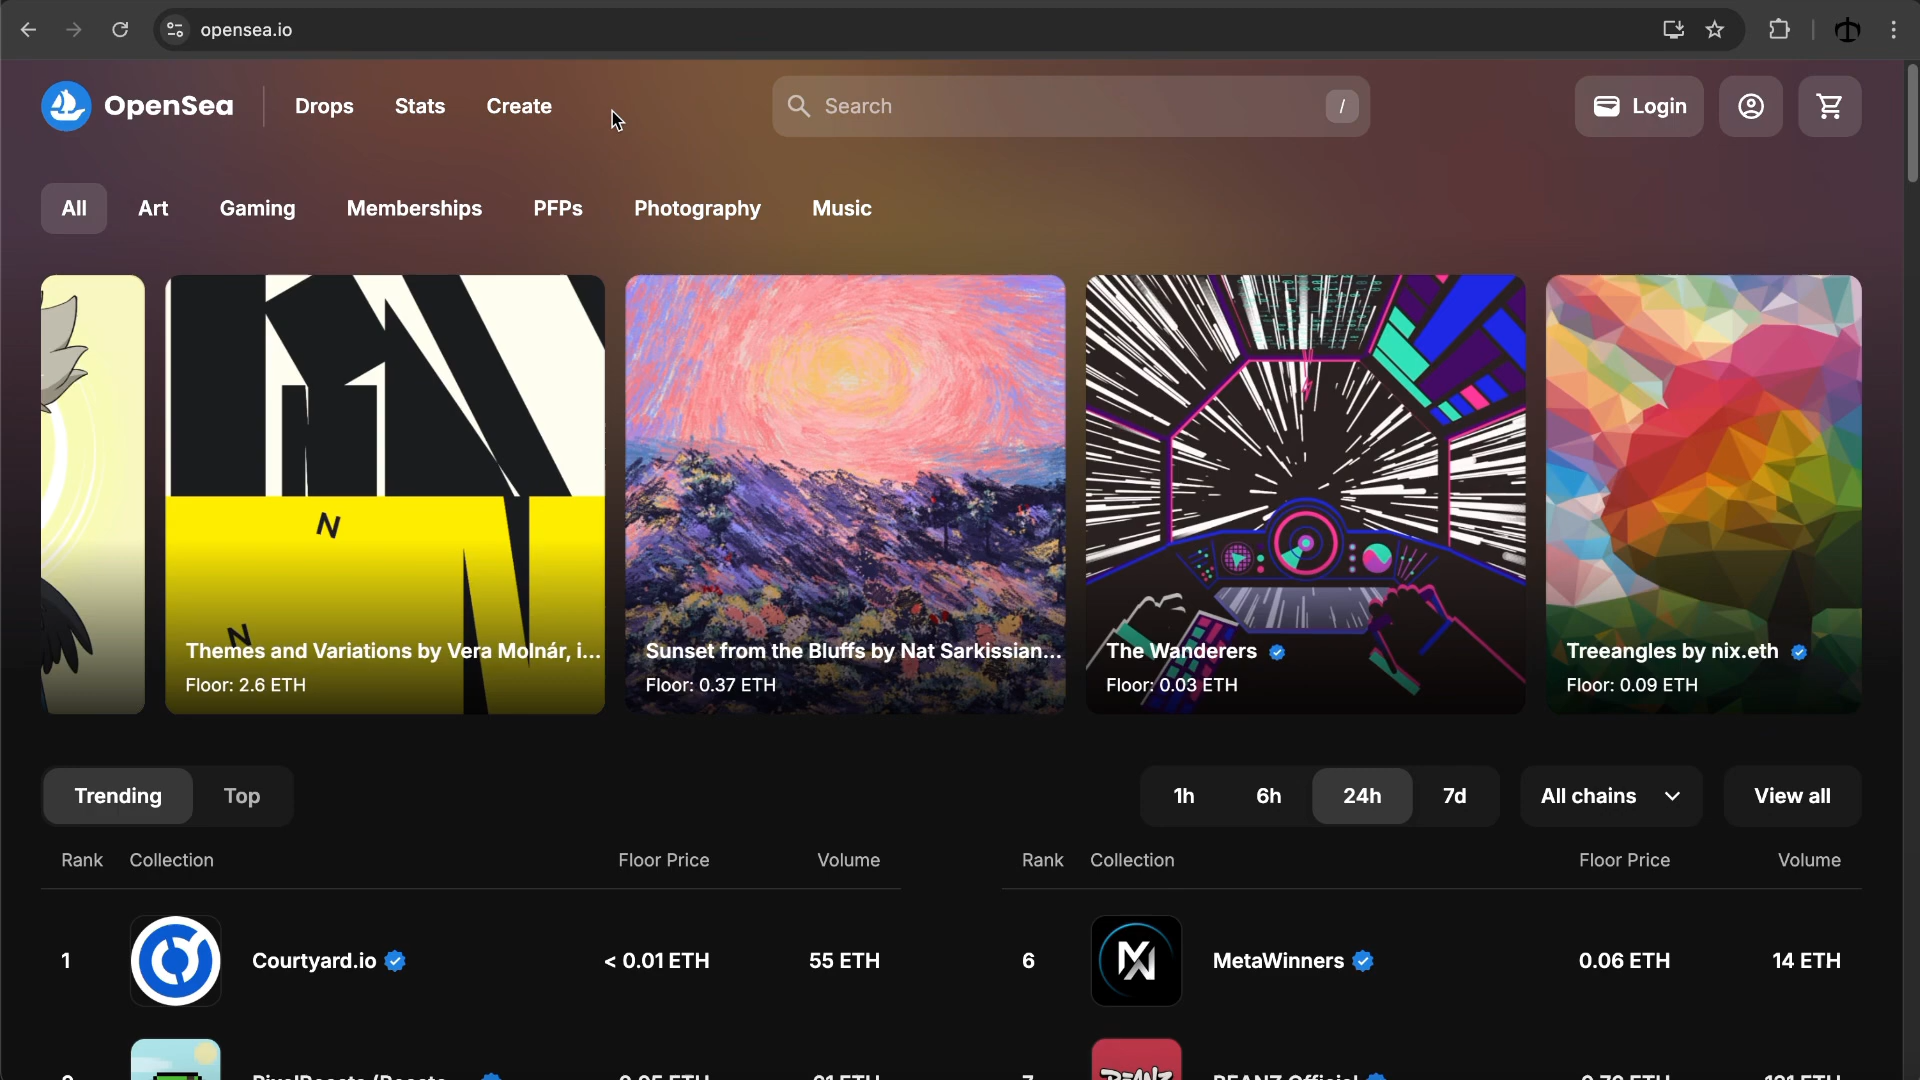 opensea.io
OpenSea
Drops
Stats
Create
Search
/
Login
All
Art
Gaming
Memberships
PFPs
Photography
Music
N
N
Themes and Variations by Vera Molnár, i...
Floor: 2.6 ETH
Sunset from the Bluffs by Nat Sarkissian...
Floor: 0.37 ETH
The Wanderers
Floor: 0.03 ETH
Treeangles by nix.eth
Floor: 0.09 ETH
Trending
Top
1h
6h
24h
7d
All chains
View all
Rank Collection Floor Price Volume
1 Courtyard.io < 0.01 ETH 55 ETH
Rank Collection Floor Price Volume
6 MetaWinners 0.06 ETH 14 ETH